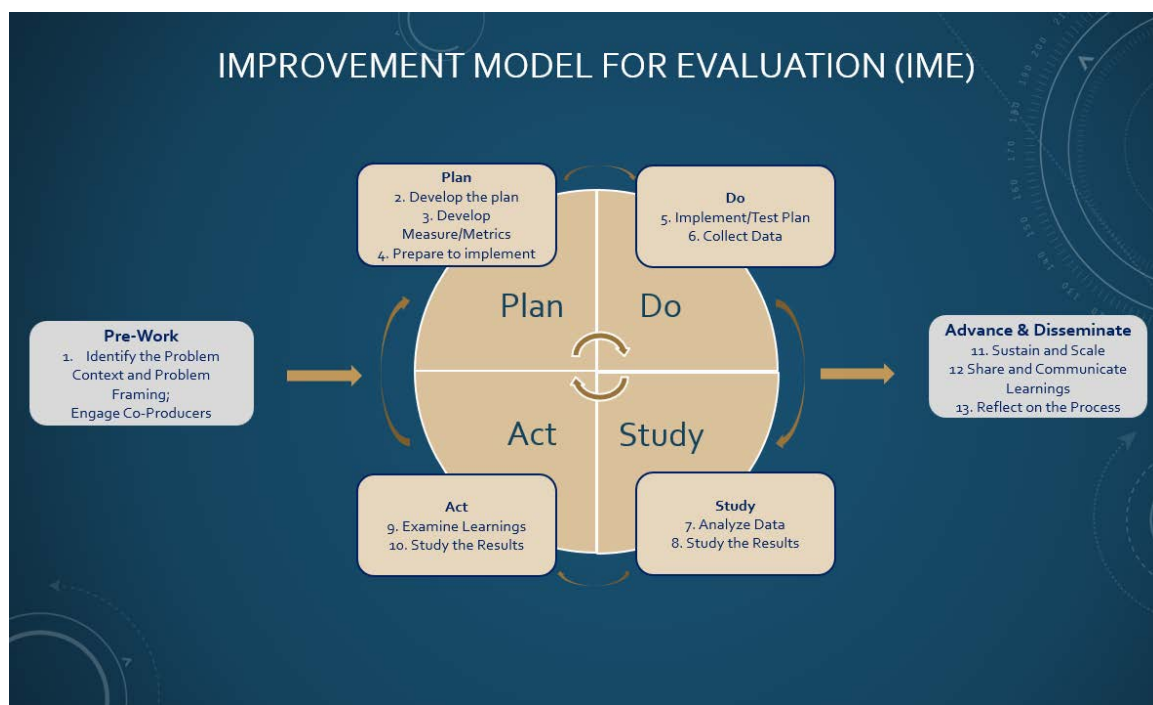 IMPROVEMENT MODEL FOR EVALUATION (IME)
Plan
2. Develop the plan
3. Develop
Measure/Metrics
4. Prepare to implement
Do
5. Implement/Test Plan
6. Collect Data
Plan
Do
Pre-Work
1. Identify the Problem
Context and Problem
Framing;
Engage Co-Producers
Advance & Disseminate
11. Sustain and Scale
12 Share and Communicate
Learnings
13. Reflect on the Process
Act
Study
Act
9. Examine Learnings
10. Study the Results
Study
7. Analyze Data
8. Study the Results